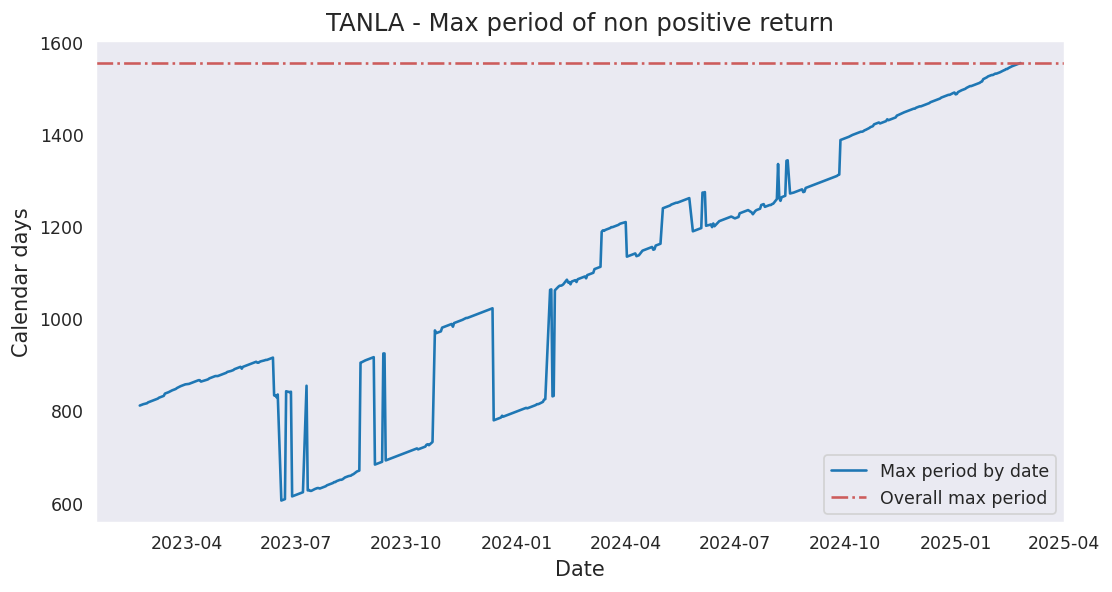 TANLA - Max period of non positive return
1600
1400
1200
1000
800
600
Calendar days
2023-04 2023-07 2023-10 2024-01 2024-04 2024-07 2024-10 2025-01 2025-04
Date
Max period by date
Overall max period